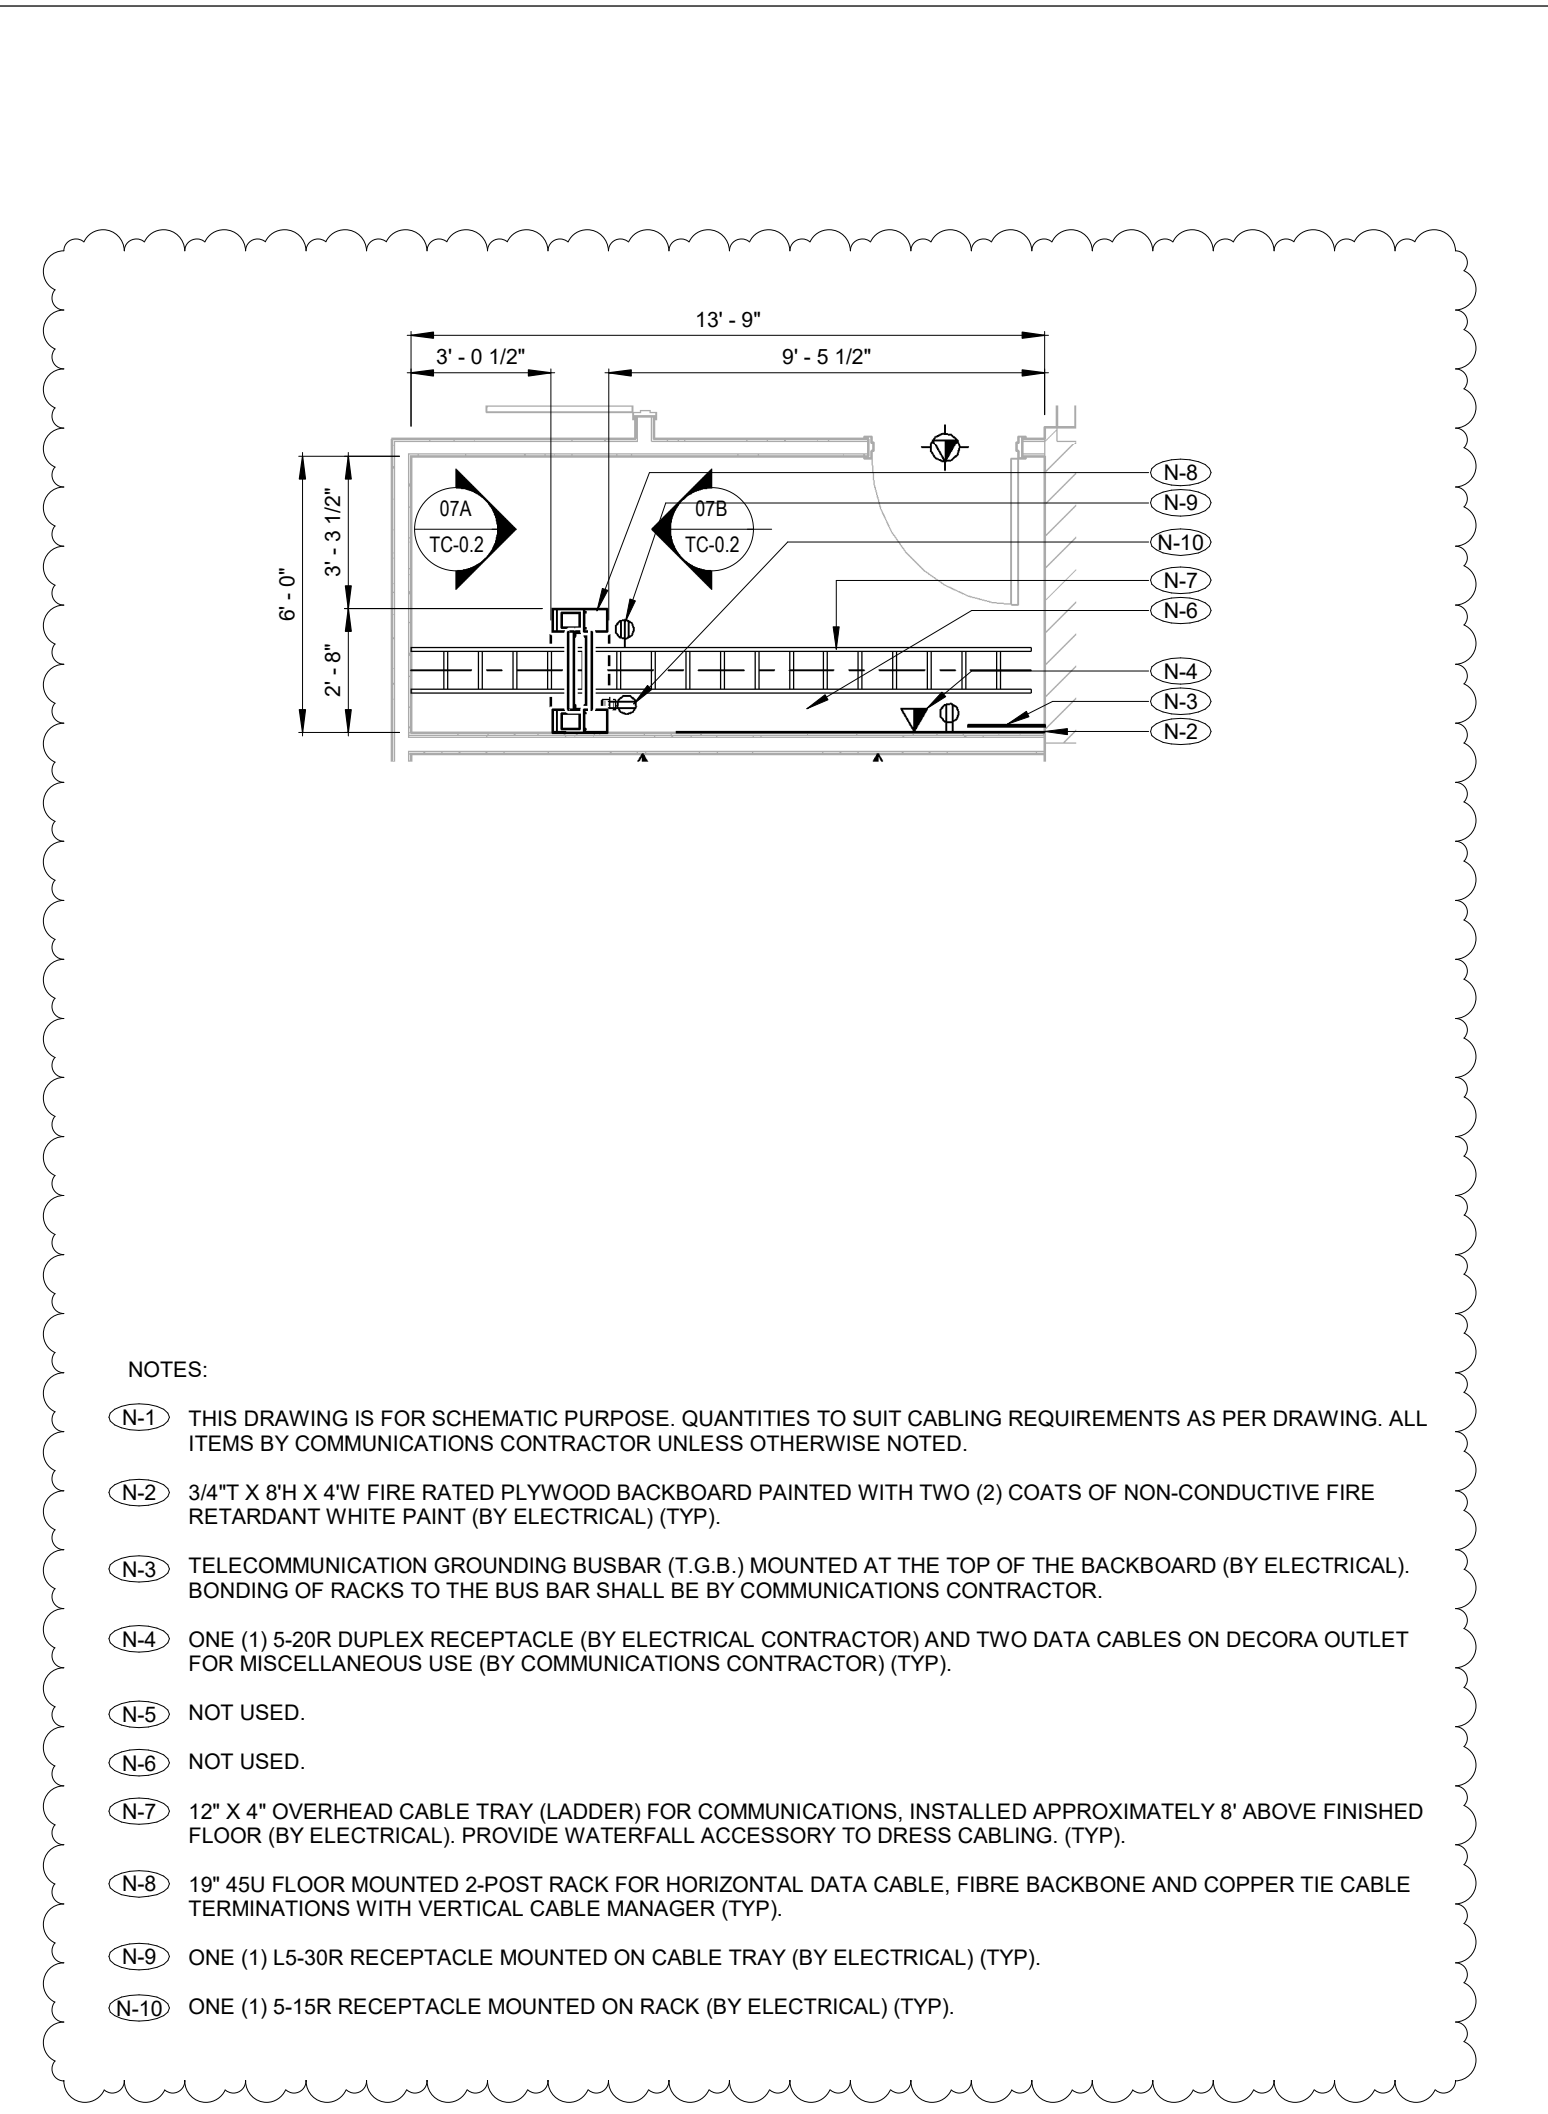 13' - 9"
3' - 0 1/2"
9' - 5 1/2"
6' - 0"
3' - 3 1/2"
2' - 8"
07A
TC-0.2
07B
TC-0.2
N-8
N-9
N-10
N-7
N-6
N-4
N-3
N-2
NOTES:
N-1 THIS DRAWING IS FOR SCHEMATIC PURPOSE. QUANTITIES TO SUIT CABLING REQUIREMENTS AS PER DRAWING. ALL
ITEMS BY COMMUNICATIONS CONTRACTOR UNLESS OTHERWISE NOTED.
N-2 3/4"T X 8'H X 4'W FIRE RATED PLYWOOD BACKBOARD PAINTED WITH TWO (2) COATS OF NON-CONDUCTIVE FIRE
RETARDANT WHITE PAINT (BY ELECTRICAL) (TYP).
N-3 TELECOMMUNICATION GROUNDING BUSBAR (T.G.B.) MOUNTED AT THE TOP OF THE BACKBOARD (BY ELECTRICAL).
BONDING OF RACKS TO THE BUS BAR SHALL BE BY COMMUNICATIONS CONTRACTOR.
N-4 ONE (1) 5-20R DUPLEX RECEPTACLE (BY ELECTRICAL CONTRACTOR) AND TWO DATA CABLES ON DECORA OUTLET
FOR MISCELLANEOUS USE (BY COMMUNICATIONS CONTRACTOR) (TYP).
N-5 NOT USED.
N-6 NOT USED.
N-7 12" X 4" OVERHEAD CABLE TRAY (LADDER) FOR COMMUNICATIONS, INSTALLED APPROXIMATELY 8' ABOVE FINISHED
FLOOR (BY ELECTRICAL). PROVIDE WATERFALL ACCESSORY TO DRESS CABLING. (TYP).
N-8 19" 45U FLOOR MOUNTED 2-POST RACK FOR HORIZONTAL DATA CABLE, FIBRE BACKBONE AND COPPER TIE CABLE
TERMINATIONS WITH VERTICAL CABLE MANAGER (TYP).
N-9 ONE (1) L5-30R RECEPTACLE MOUNTED ON CABLE TRAY (BY ELECTRICAL) (TYP).
N-10 ONE (1) 5-15R RECEPTACLE MOUNTED ON RACK (BY ELECTRICAL) (TYP).